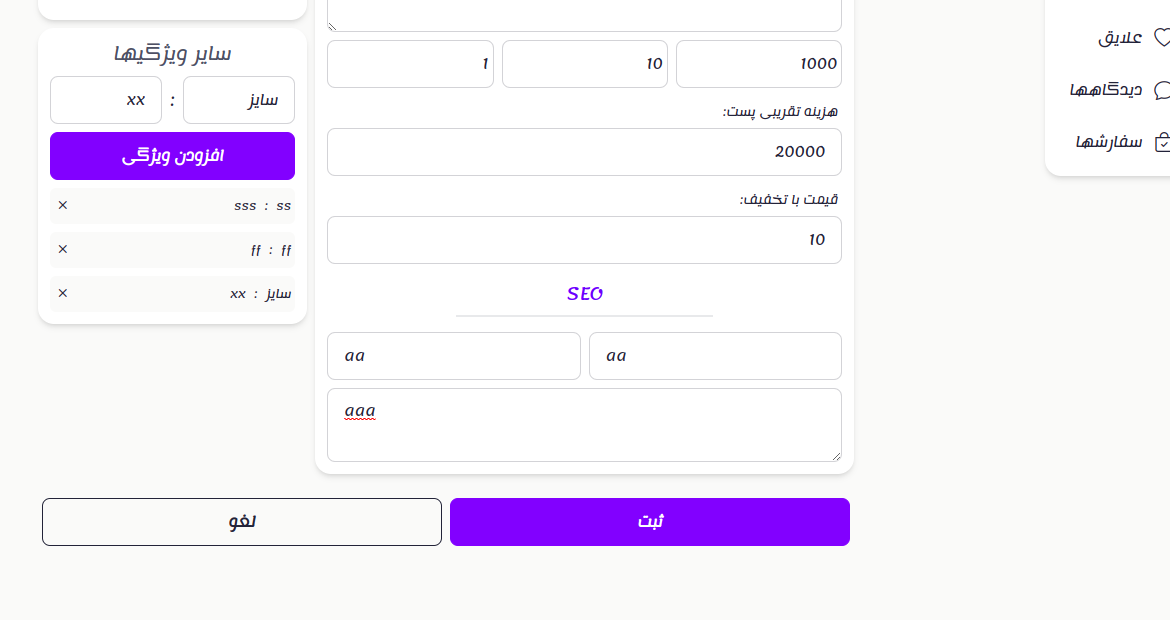 علایق
دیدگاهها
سفارشها
1000 10 1
هزینه تقریبی پست:
20000
قیمت با تخفیف:
10
SEO
aa aa
aaa
سایر ویژگیها
سایز : xx
افزودن ویژگی
ss : sss ×
ff : ff ×
سایز : xx ×
ثبت
لغو